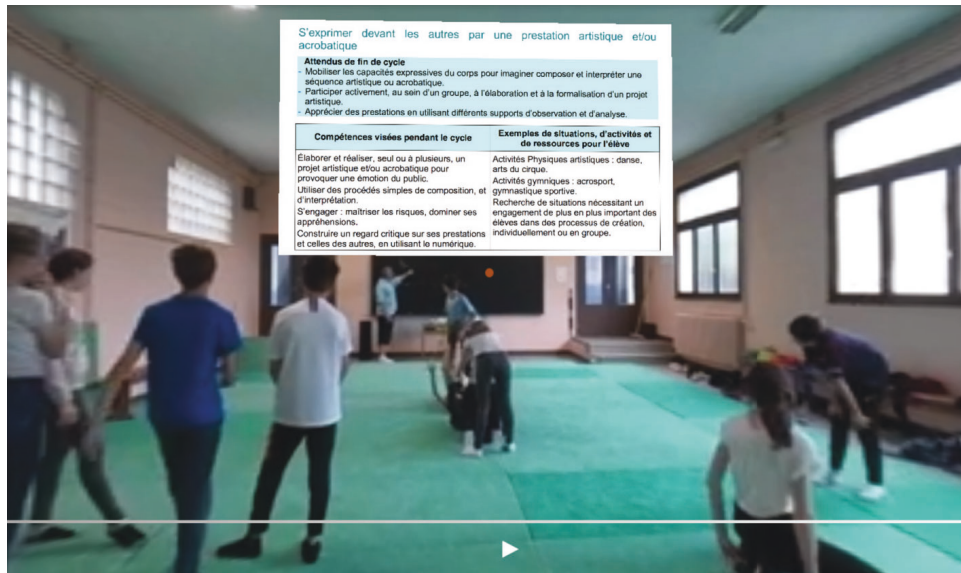 S'exprimer devant les autres par une prestation artistique et/ou
acrobatique
Attendus de fin de cycle
- Mobiliser les capacités expressives du corps pour imaginer composer et interpréter une
séquence artistique ou acrobatique.
- Participer activement, au sein d'un groupe, à l'élaboration et à la formalisation d'un projet
artistique.
- Apprécier des prestations en utilisant différents supports d'observation et d'analyse.
Compétences visées pendant le cycle
Élaborer et réaliser, seul ou à plusieurs, un
projet artistique et/ou acrobatique pour
provoquer une émotion du public.
Utiliser des procédés simples de composition, et
d'interprétation.
S'engager : maîtriser les risques, dominer ses
appréhensions.
Construire un regard critique sur ses prestations
et celles des autres, en utilisant le numérique.
Exemples de situations, d'activités et
de ressources pour l'élève
Activités Physiques artistiques : danse,
arts du cirque.
Activités gymniques : acrosport,
gymnastique sportive.
Recherche de situations nécessitant un
engagement de plus en plus important des
élèves dans des processus de création,
individuellement ou en groupe.